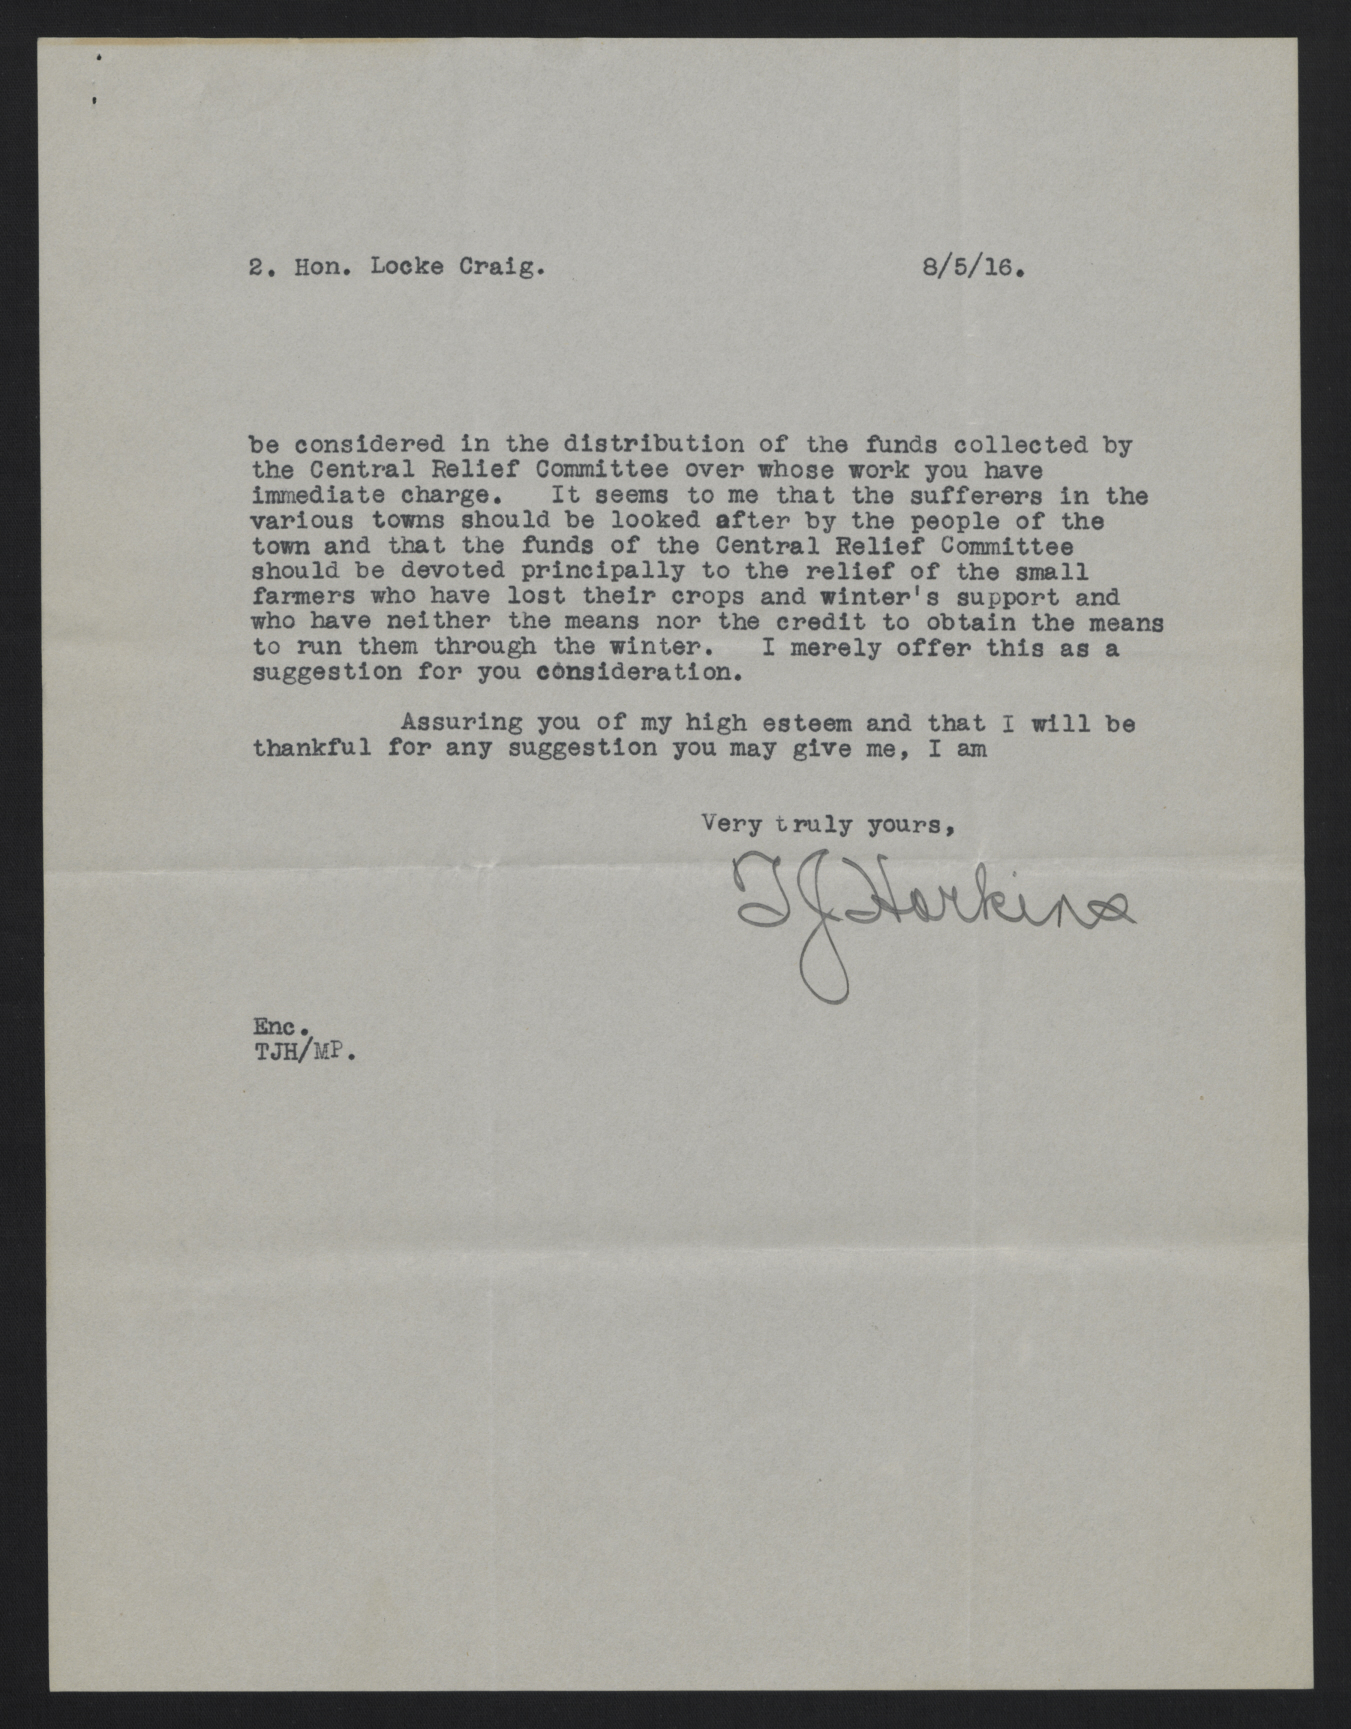 2. Hon. Locke Craig. 8/5/16.
be considered in the distribution of the funds collected by
the Central Relief Committee over whose work you have
immediate charge. It seems to me that the sufferers in the
various towns should be looked after by the people of the
town and that the funds of the Central Relief Committee
should be devoted principally to the relief of the small
farmers who have lost their crops and winter's support and
who have neither the means nor the credit to obtain the means
to run them through the winter. I merely offer this as a
suggestion for you consideration.
Assuring you of my high esteem and that I will be
thankful for any suggestion you may give me, I am
Very truly yours,
TJHarkins
Enc.
TJH/MP.